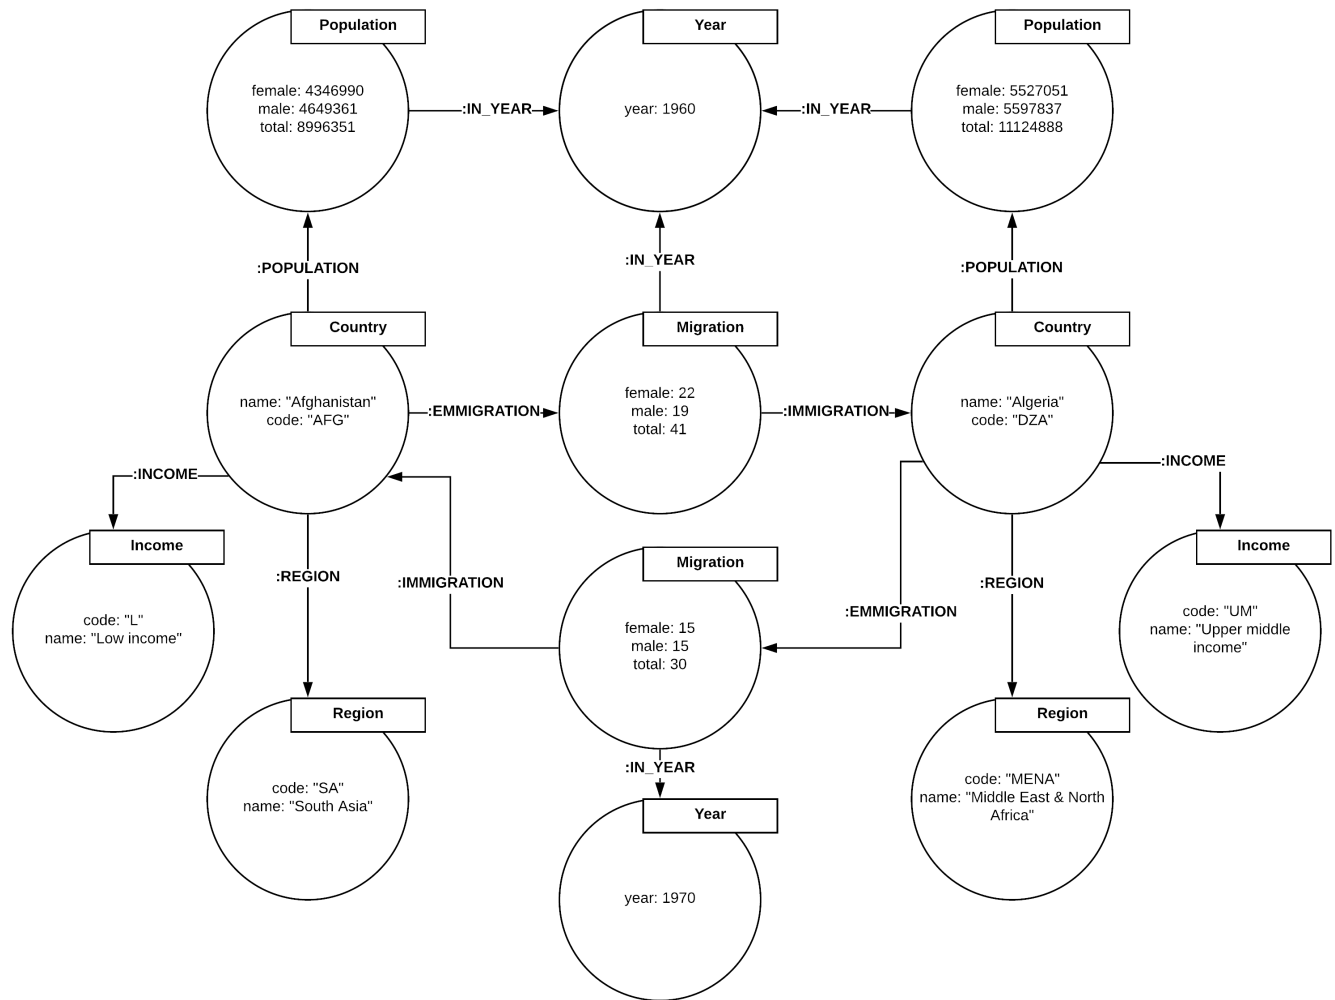 Population
Year
Population
female: 4346990
male: 4649361
total: 8996351
:IN_YEAR
year: 1960
:IN_YEAR
female: 5527051
male: 5597837
total: 11124888
:POPULATION
:IN_YEAR
:POPULATION
Country
Migration
Country
name: "Afghanistan"
code: "AFG"
:EMMIGRATION
female: 22
male: 19
total: 41
:IMMIGRATION
name: "Algeria"
code: "DZA"
:INCOME
:INCOME
Income
Migration
Income
:REGION
:IMMIGRATION
:EMMIGRATION
:REGION
code: "L"
name: "Low income"
female: 15
male: 15
total: 30
code: "UM"
name: "Upper middle
income"
Region
Region
:IN_YEAR
code: "SA"
name: "South Asia"
code: "MENA"
name: "Middle East & North
Africa"
Year
year: 1970